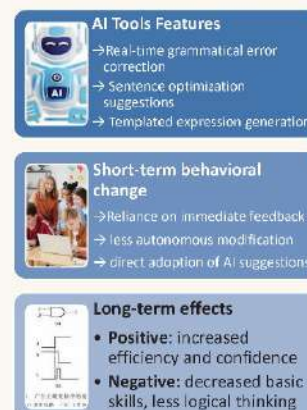 AI Tools Features
→Real-time grammatical error
correction
→ Sentence optimization
suggestions
→ Templated expression generation
AI
Short-term behavioral
change
→Reliance on immediate feedback
→ less autonomous modification
→ direct adoption of AI suggestions
Long-term effects
• Positive: increased
efficiency and confidence
• Negative: decreased basic
skills, less logical thinking